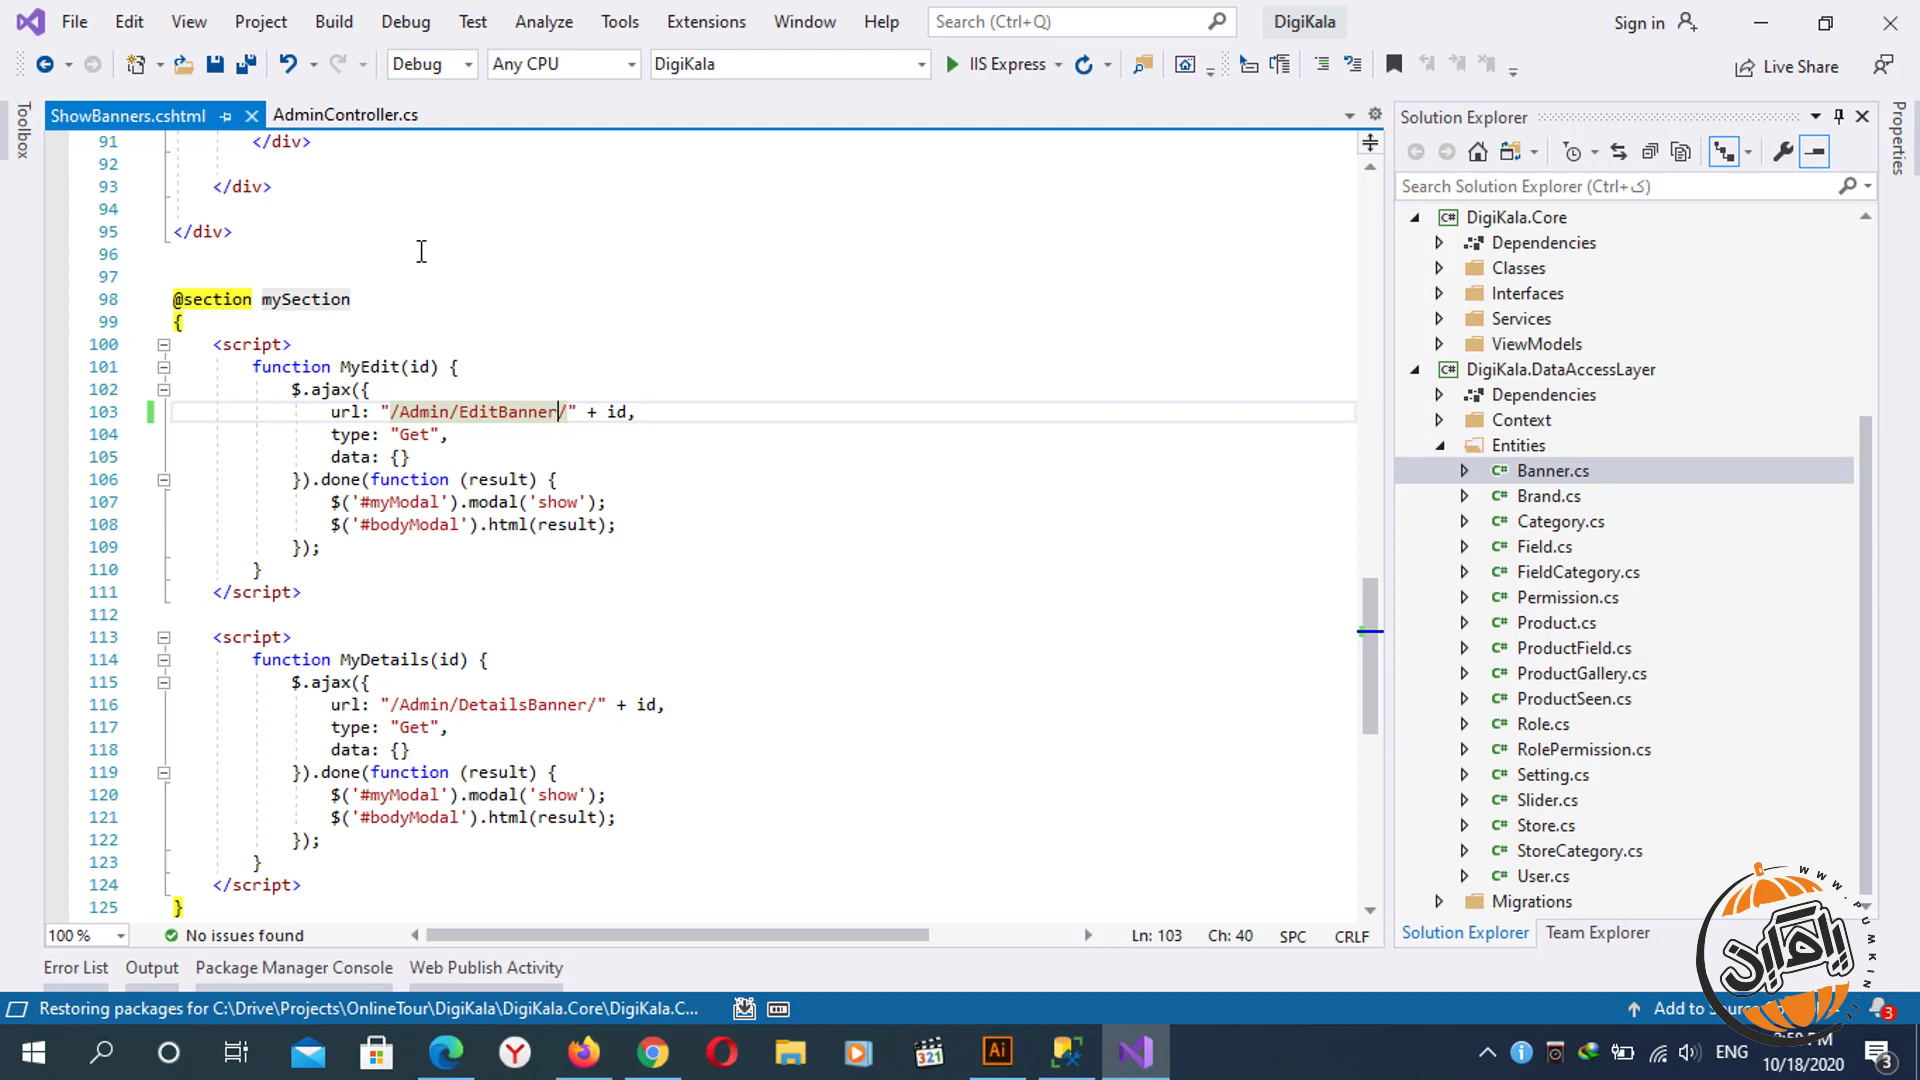 File Edit View Project Build Debug Test Analyze Tools Extensions Window Help Search (Ctrl+Q) DigiKala Sign in
Debug Any CPU DigiKala IIS Express Live Share
Toolbox
ShowBanners.cshtml AdminController.cs
91 </div>
92
93 </div>
94
95 </div>
96
97
98 @section mySection
99 {
100 <script>
101 function MyEdit(id) {
102 $.ajax({
103 url: "/Admin/EditBanner/" + id,
104 type: "Get",
105 data: {}
106 }).done(function (result) {
107 $('#myModal').modal('show');
108 $('#bodyModal').html(result);
109 });
110 }
111 </script>
112
113 <script>
114 function MyDetails(id) {
115 $.ajax({
116 url: "/Admin/DetailsBanner/" + id,
117 type: "Get",
118 data: {}
119 }).done(function (result) {
120 $('#myModal').modal('show');
121 $('#bodyModal').html(result);
122 });
123 }
124 </script>
125 }
100 % No issues found Ln: 103 Ch: 40 SPC CRLF
Solution Explorer
Search Solution Explorer (Ctrl+ک)
DigiKala.Core
Dependencies
Classes
Interfaces
Services
ViewModels
DigiKala.DataAccessLayer
Dependencies
Context
Entities
Banner.cs
Brand.cs
Category.cs
Field.cs
FieldCategory.cs
Permission.cs
Product.cs
ProductField.cs
ProductGallery.cs
ProductSeen.cs
Role.cs
RolePermission.cs
Setting.cs
Slider.cs
Store.cs
StoreCategory.cs
User.cs
Migrations
Solution Explorer Team Explorer
Properties
Error List Output Package Manager Console Web Publish Activity
Restoring packages for C:\Drive\Projects\OnlineTour\DigiKala\DigiKala.Core\DigiKala.C... Add to 3
321 Ai ENG
10/18/2020 3